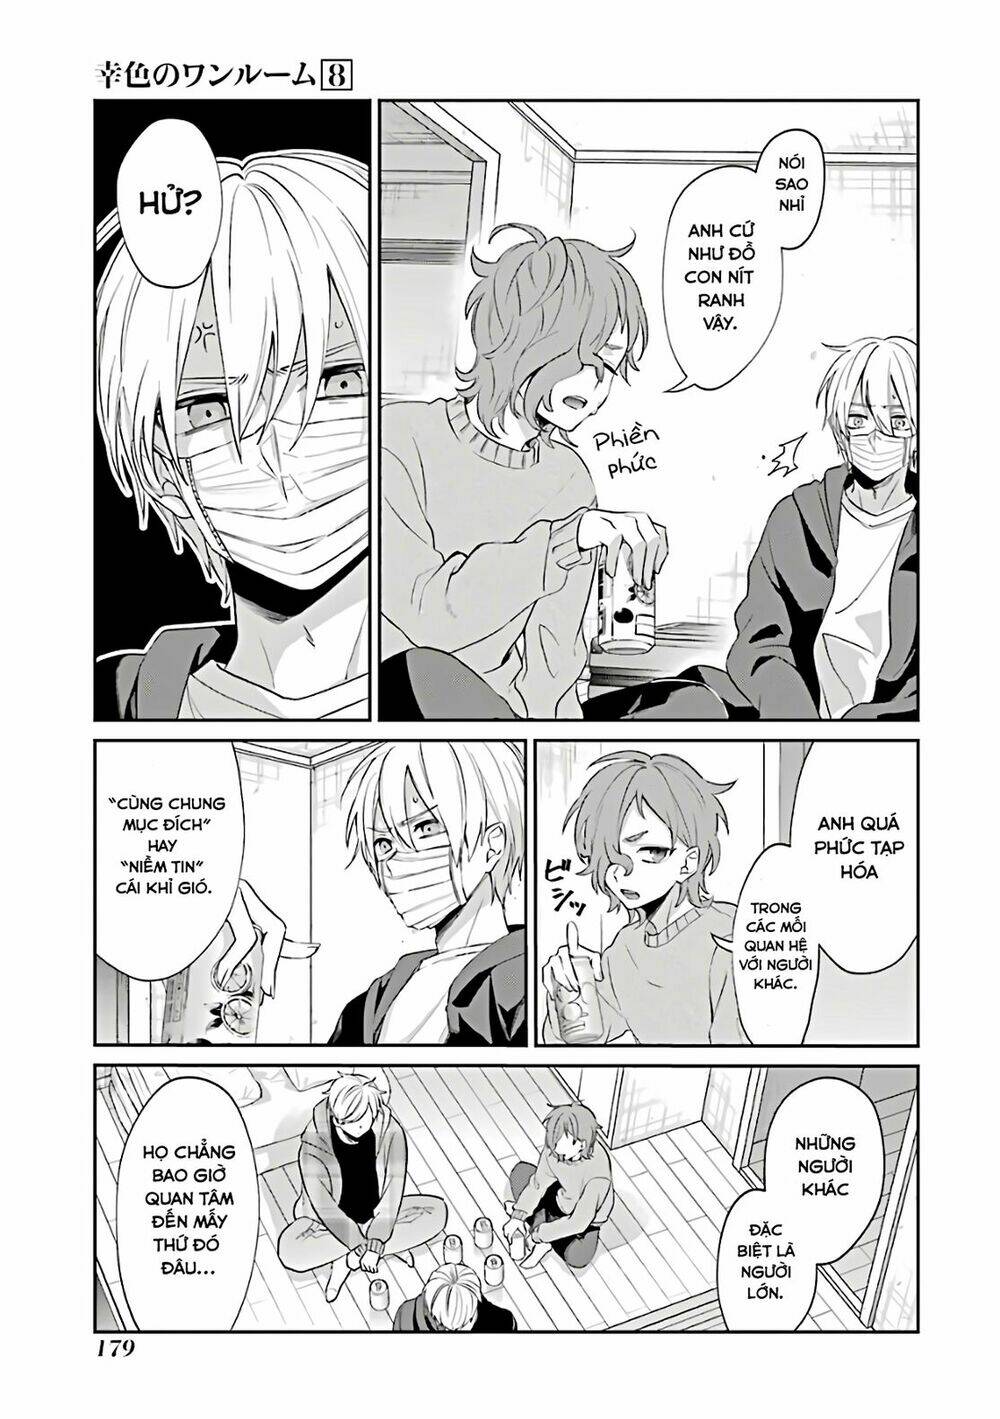 幸色のワンルーム 8
NÓI
SAO
NHỈ
ANH CỨ
NHƯ ĐỒ
CON NÍT
RANH
VẬY.
Phiền
phức
HỬ?
ANH QUÁ
PHỨC TẠP
HÓA
TRONG
CÁC MỐI
QUAN HỆ
VỚI NGƯỜI
KHÁC.
ビシッ
"CÙNG CHUNG
MỤC ĐÍCH"
HAY
"NIỀM TIN"
CÁI KHỈ GIÓ.
NHỮNG
NGƯỜI
KHÁC
ĐẶC
BIỆT LÀ
NGƯỜI
LỚN.
HỌ CHẲNG
BAO GIỜ
QUAN TÂM
ĐẾN MẤY
THỨ ĐÓ
ĐÂU...
179